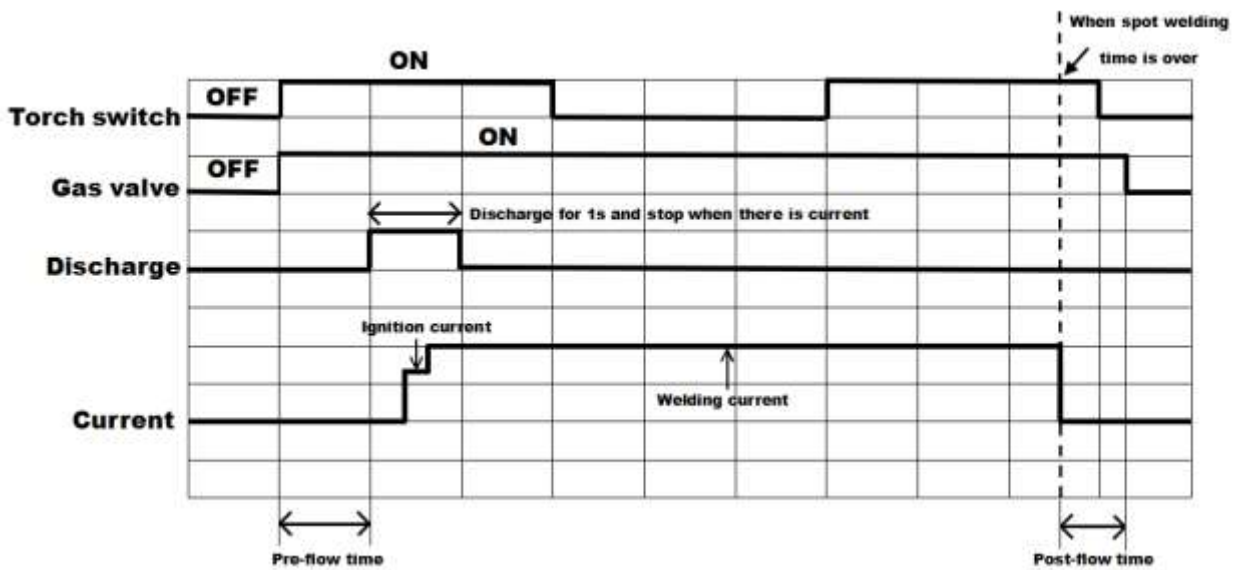 When spot welding
time is over
ON
OFF
Torch switch
ON
OFF
Gas valve
Discharge for 1s and stop when there is current
Discharge
Ignition current
Welding current
Current
Pre-flow time
Post-flow time